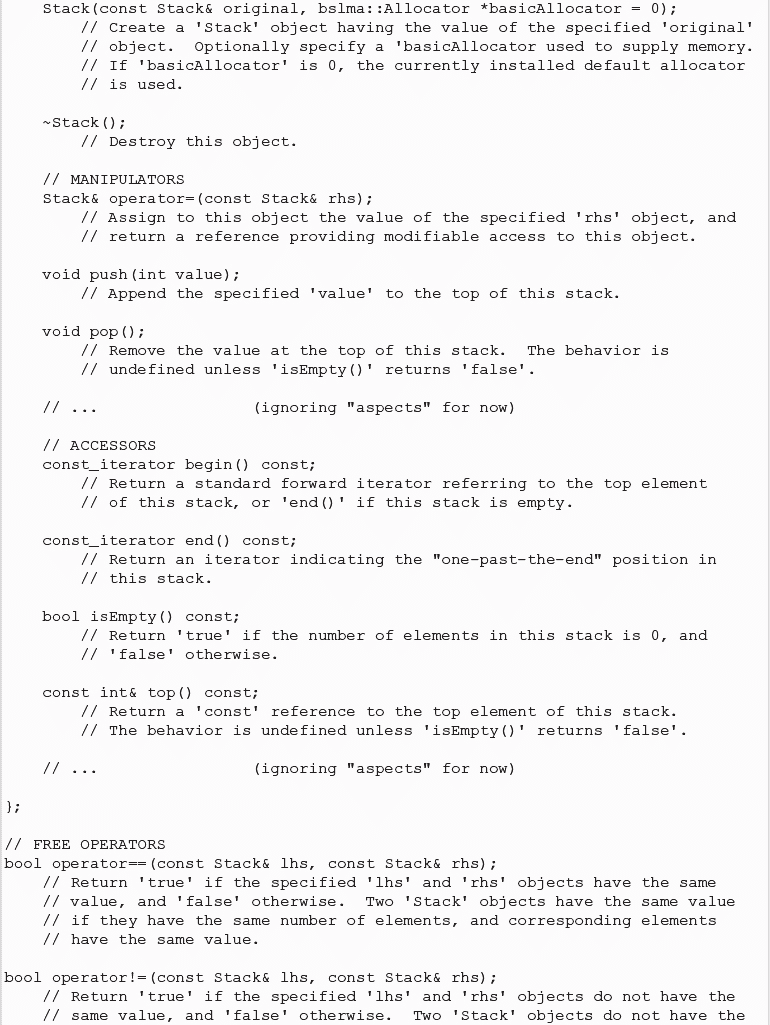 Stack(const Stack& original, bslma::Allocator *basicAllocator = 0);
// Create a 'Stack' object having the value of the specified 'original'
// object.  Optionally specify a 'basicAllocator used to supply memory.
// If 'basicAllocator' is 0, the currently installed default allocator
// is used.
~Stack();
// Destroy this object.
// MANIPULATORS
Stack& operator=(const Stack& rhs);
// Assign to this object the value of the specified 'rhs' object, and
// return a reference providing modifiable access to this object.
void push(int value);
// Append the specified 'value' to the top of this stack.
void pop();
// Remove the value at the top of this stack.  The behavior is
// undefined unless 'isEmpty()' returns 'false'.
// ...                (ignoring "aspects" for now)
// ACCESSORS
const_iterator begin() const;
// Return a standard forward iterator referring to the top element
// of this stack, or 'end()' if this stack is empty.
const_iterator end() const;
// Return an iterator indicating the "one-past-the-end" position in
// this stack.
bool isEmpty() const;
// Return 'true' if the number of elements in this stack is 0, and
// 'false' otherwise.
const int& top() const;
// Return a 'const' reference to the top element of this stack.
// The behavior is undefined unless 'isEmpty()' returns 'false'.
// ...                (ignoring "aspects" for now)
};
// FREE OPERATORS
bool operator==(const Stack& lhs, const Stack& rhs);
// Return 'true' if the specified 'lhs' and 'rhs' objects have the same
// value, and 'false' otherwise.  Two 'Stack' objects have the same value
// if they have the same number of elements, and corresponding elements
// have the same value.
bool operator!=(const Stack& lhs, const Stack& rhs);
// Return 'true' if the specified 'lhs' and 'rhs' objects do not have the
// same value, and 'false' otherwise.  Two 'Stack' objects do not have the